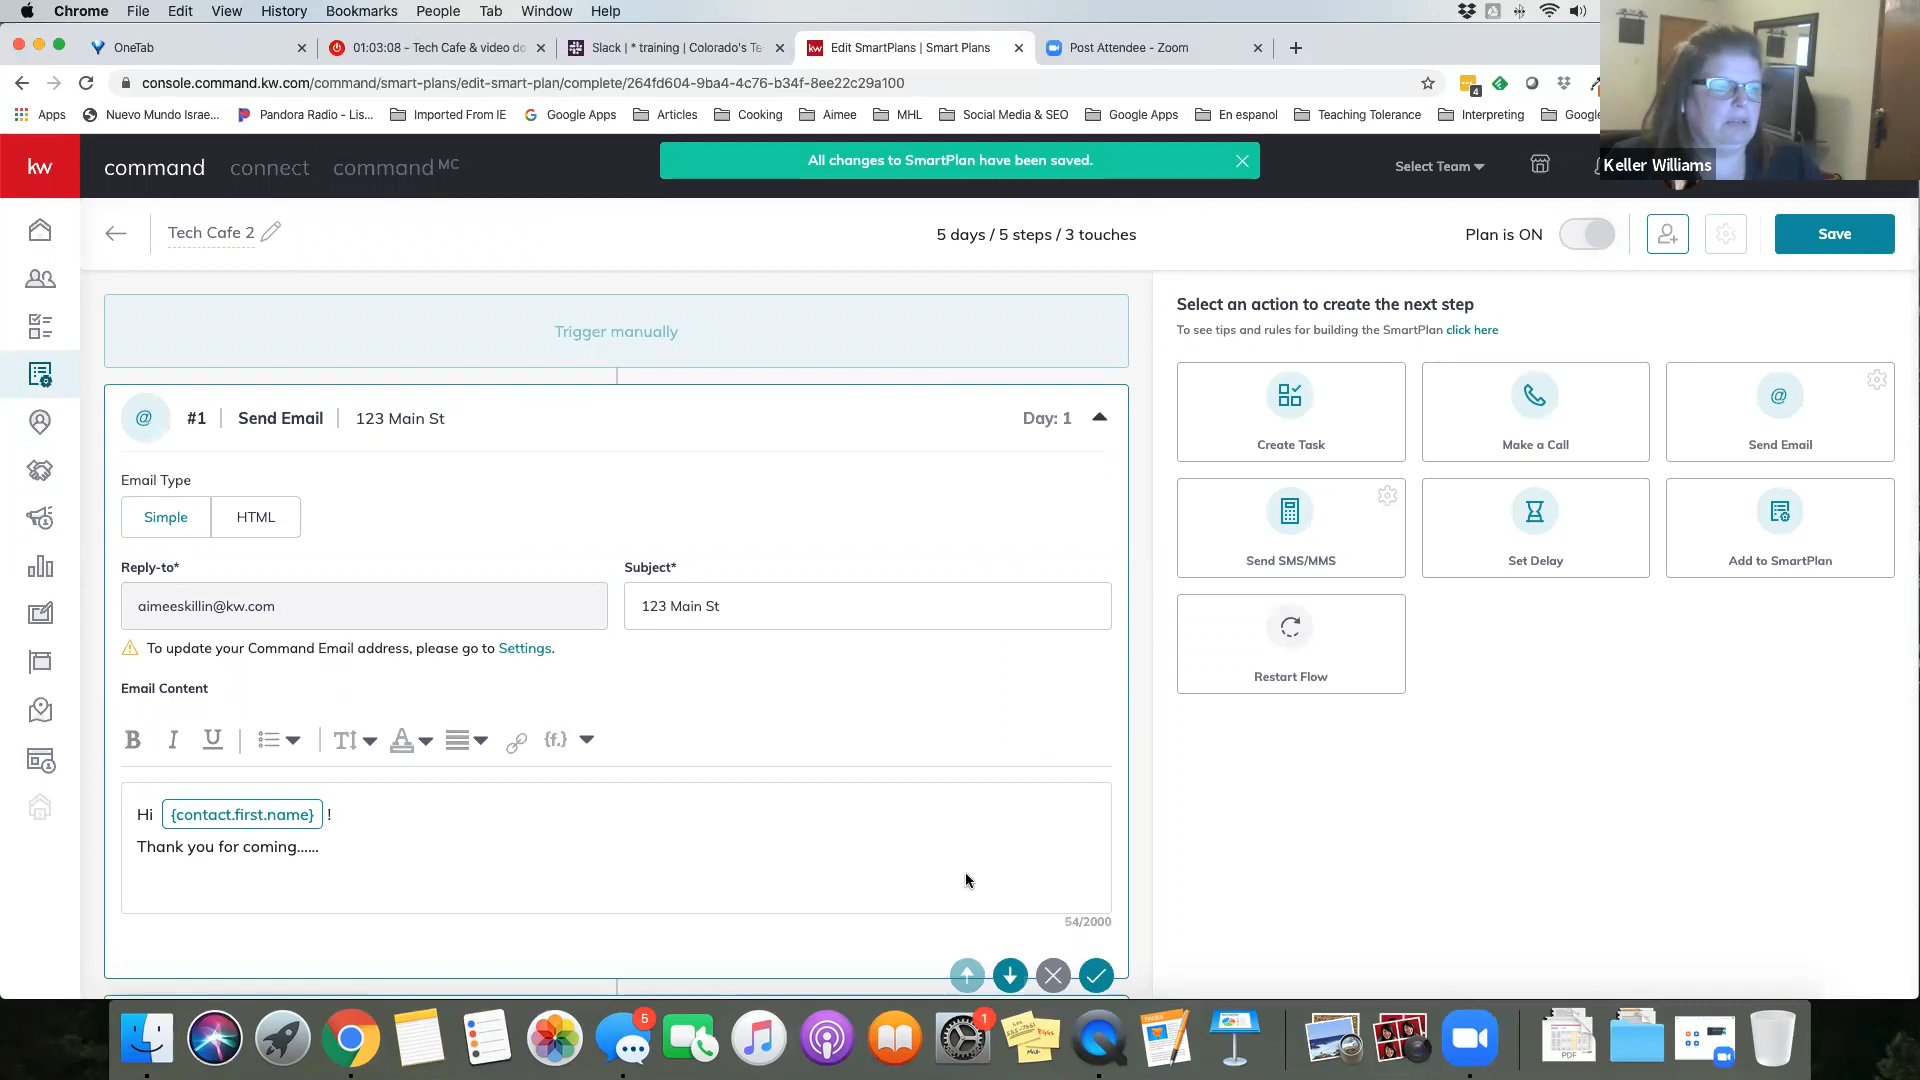 Chrome File Edit View History Bookmarks People Tab Window Help
OneTab
01:03:08 - Tech Cafe & video do
Slack | * training | Colorado's Te
Edit SmartPlans | Smart Plans
Post Attendee - Zoom
console.command.kw.com/command/smart-plans/edit-smart-plan/complete/264fd604-9ba4-4c76-b34f-8ee22c29a100
4
Apps Nuevo Mundo Israe... Pandora Radio - Lis... Imported From IE Google Apps Articles Cooking Aimee MHL Social Media & SEO Google Apps En espanol Teaching Tolerance Interpreting Google
kw
command connect command MC
All changes to SmartPlan have been saved.
Select Team
Keller Williams
Tech Cafe 2
5 days / 5 steps / 3 touches
Plan is ON
Save
Trigger manually
@ #1 Send Email 123 Main St Day: 1
Email Type
Simple HTML
Reply-to* Subject*
aimeeskillin@kw.com 123 Main St
To update your Command Email address, please go to Settings.
Email Content
B I U {f.}
Hi {contact.first.name} !
Thank you for coming......
54/2000
Select an action to create the next step
To see tips and rules for building the SmartPlan click here
Create Task
Make a Call
@
Send Email
Send SMS/MMS
Set Delay
Add to SmartPlan
Restart Flow
5
1
PAGES
PDF